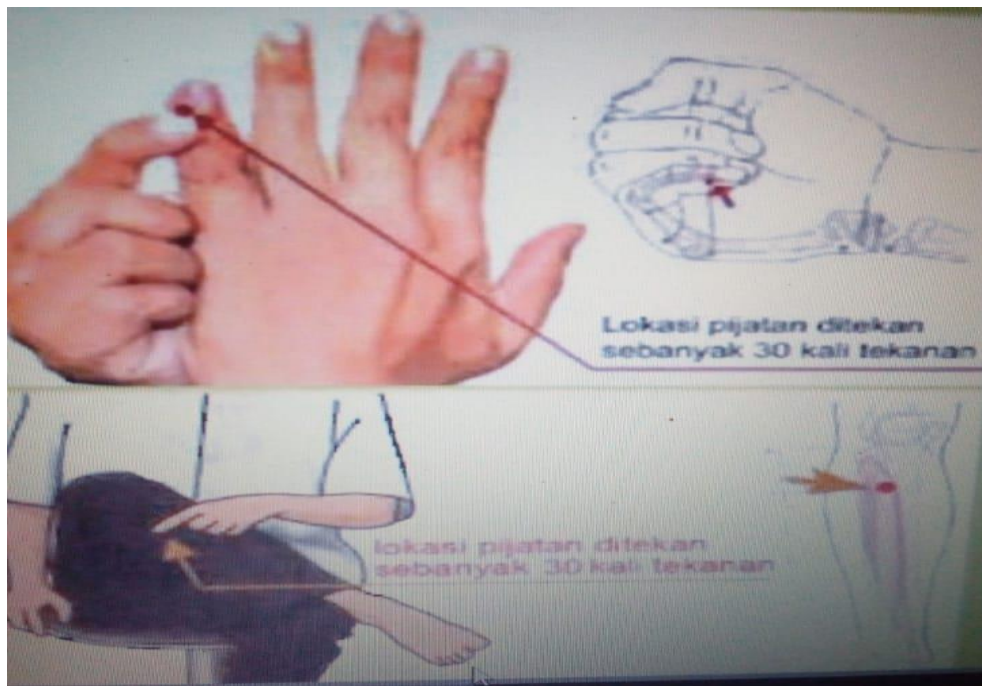 Lokasi pijatan ditekan
sebanyak 30 kali tekanan
lokasi pijatan ditekan
sebanyak 30 kali tekanan